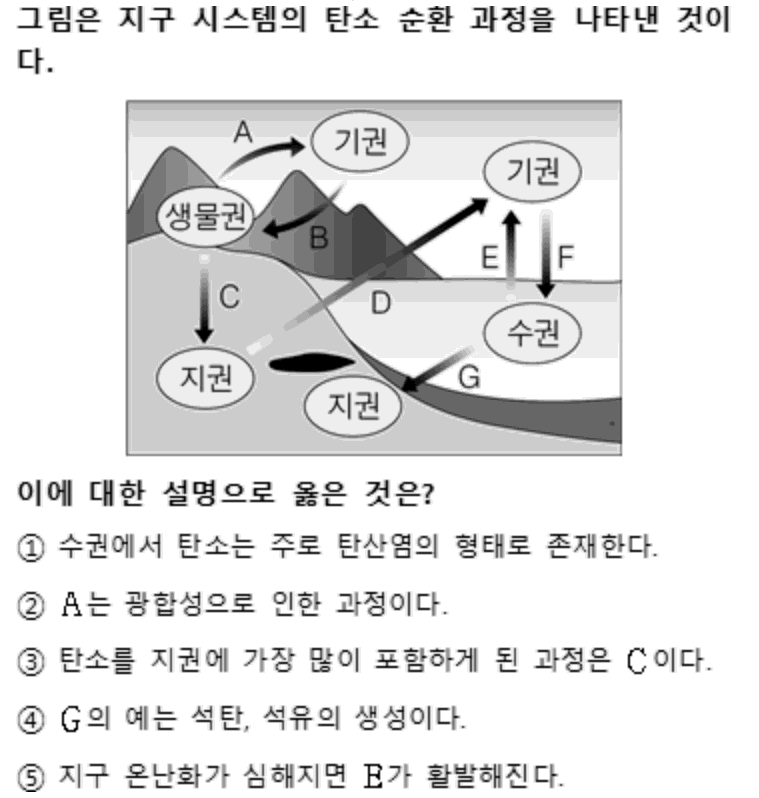 그림은 지구 시스템의 탄소 순환 과정을 나타낸 것이
다.
A
기권
기권
생물권
B
E
F
C
D
수권
지권
G
지권
이에 대한 설명으로 옳은 것은?
① 수권에서 탄소는 주로 탄산염의 형태로 존재한다.
② A는 광합성으로 인한 과정이다.
③ 탄소를 지권에 가장 많이 포함하게 된 과정은 C이다.
④ G의 예는 석탄, 석유의 생성이다.
⑤ 지구 온난화가 심해지면 E가 활발해진다.